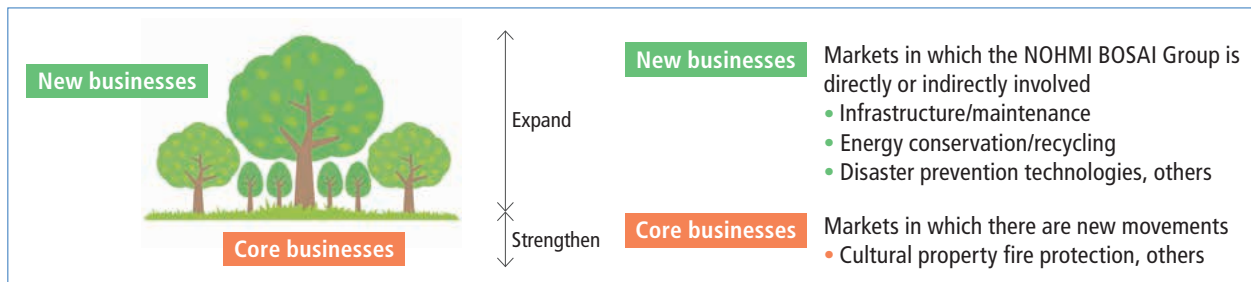 New businesses
Expand
Strengthen
Core businesses
New businesses
Markets in which the NOHMI BOSAI Group is
directly or indirectly involved
• Infrastructure/maintenance
• Energy conservation/recycling
• Disaster prevention technologies, others
Core businesses
Markets in which there are new movements
• Cultural property fire protection, others